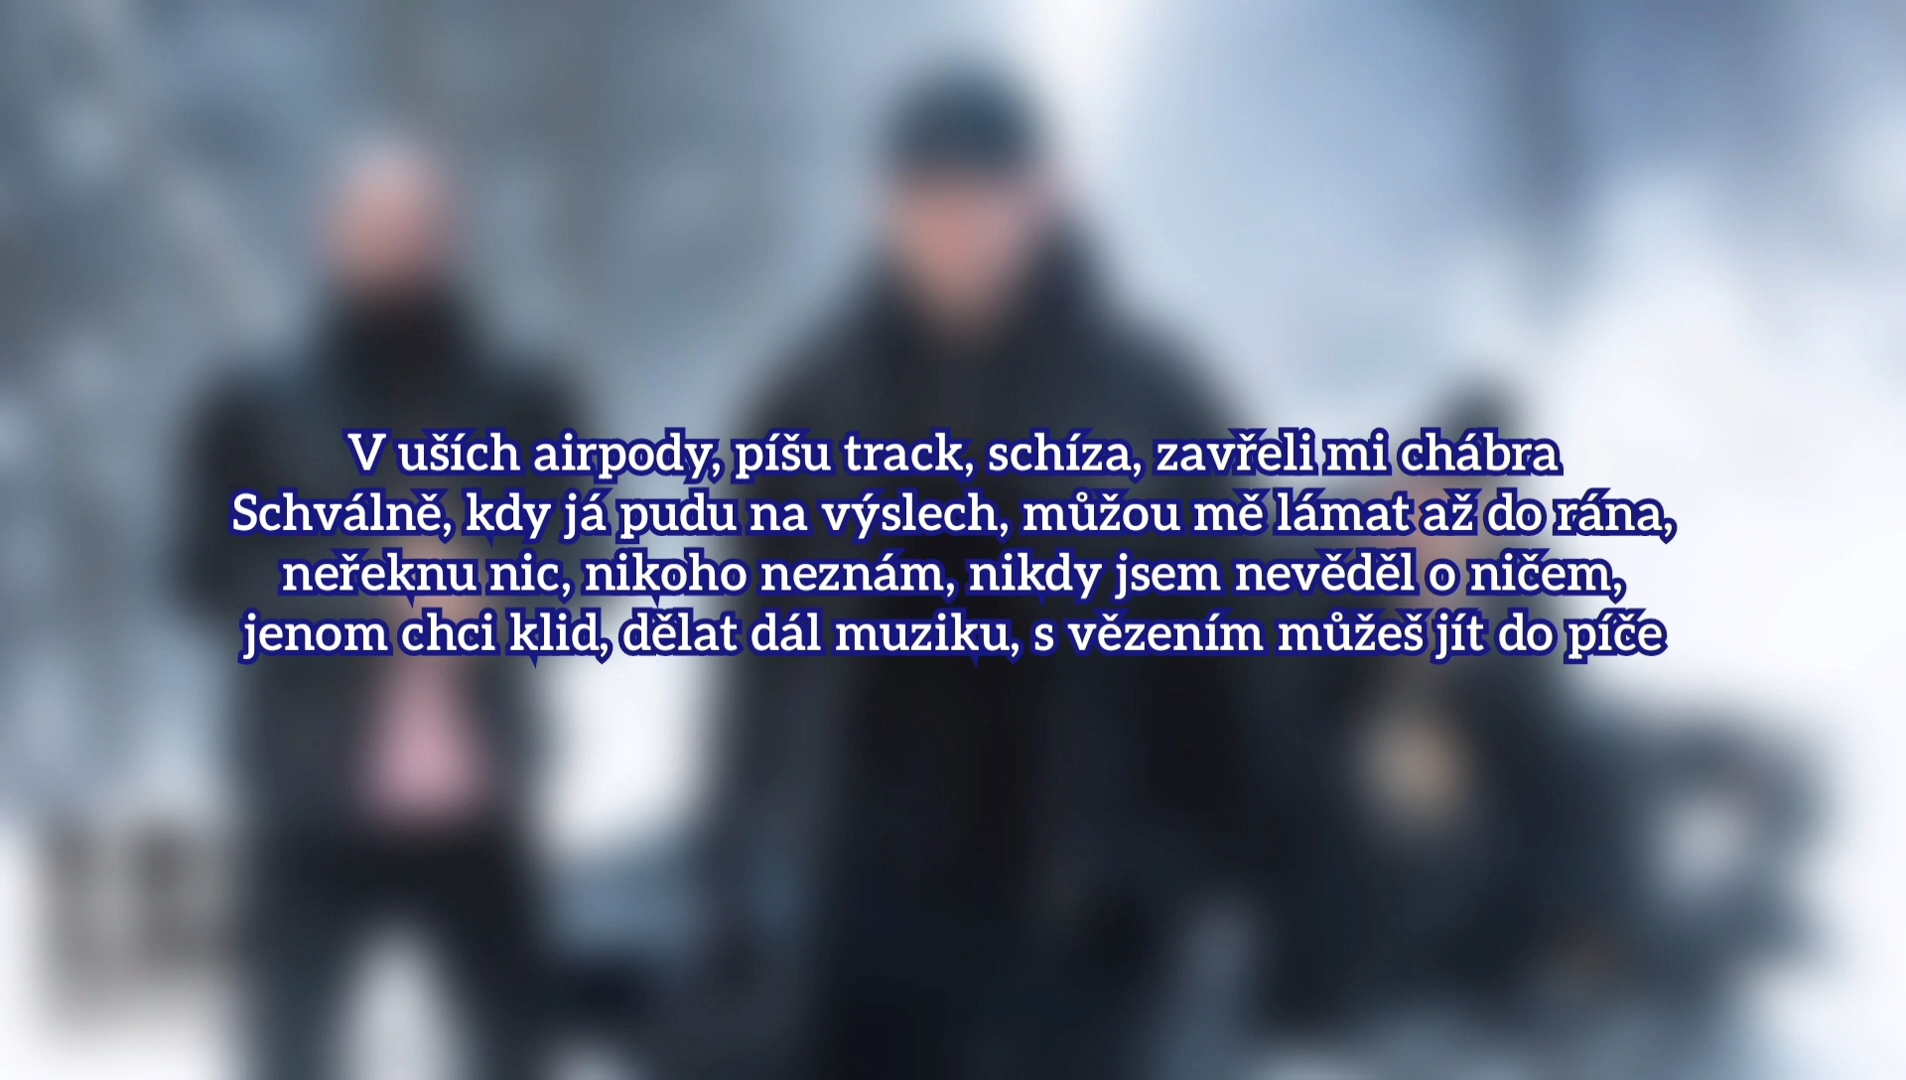 V uších airpody, píšu track, schíza, zavřeli mi chábra
Schválně, kdy já pudu na výslech, můžou mě lámat až do rána,
neřeknu nic, nikoho neznám, nikdy jsem nevěděl o ničem,
jenom chci klid, dělat dál muziku, s vězením můžeš jít do píče